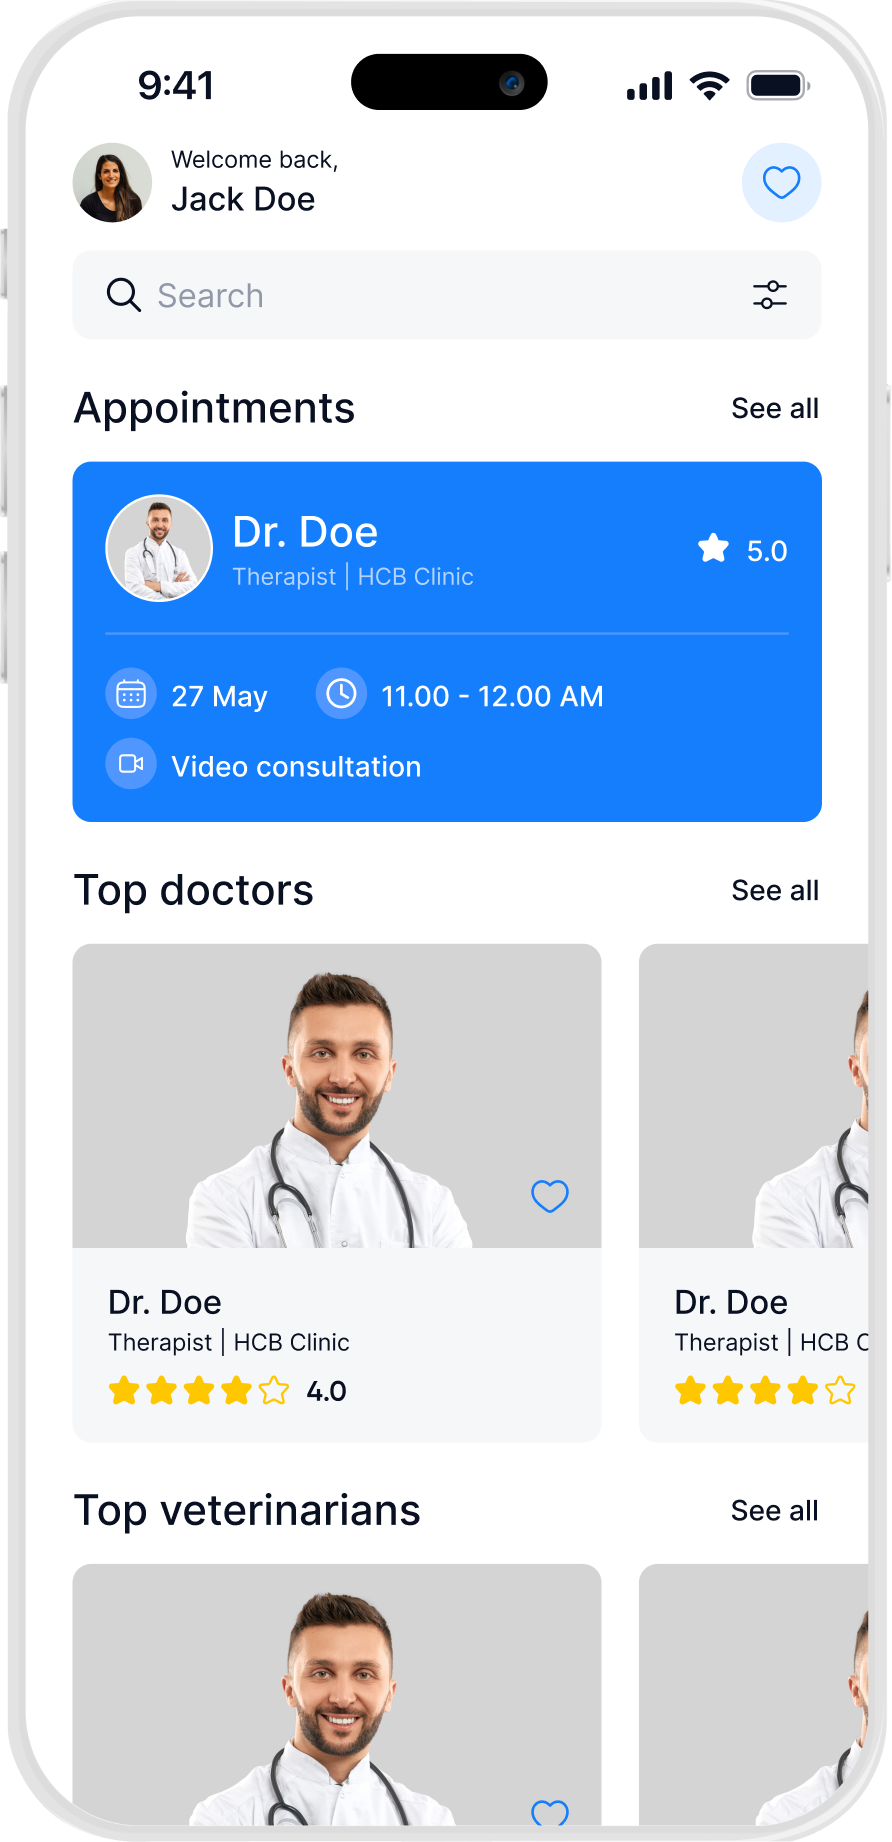 9:41
Welcome back,
Jack Doe
Search
Appointments
See all
Dr. Doe
5.0
Therapist | HCB Clinic
27 May
11.00 - 12.00 AM
Video consultation
Top doctors
See all
Dr. Doe
Therapist | HCB Clinic
4.0
Dr. Doe
Therapist | HCB
Top veterinarians
See all